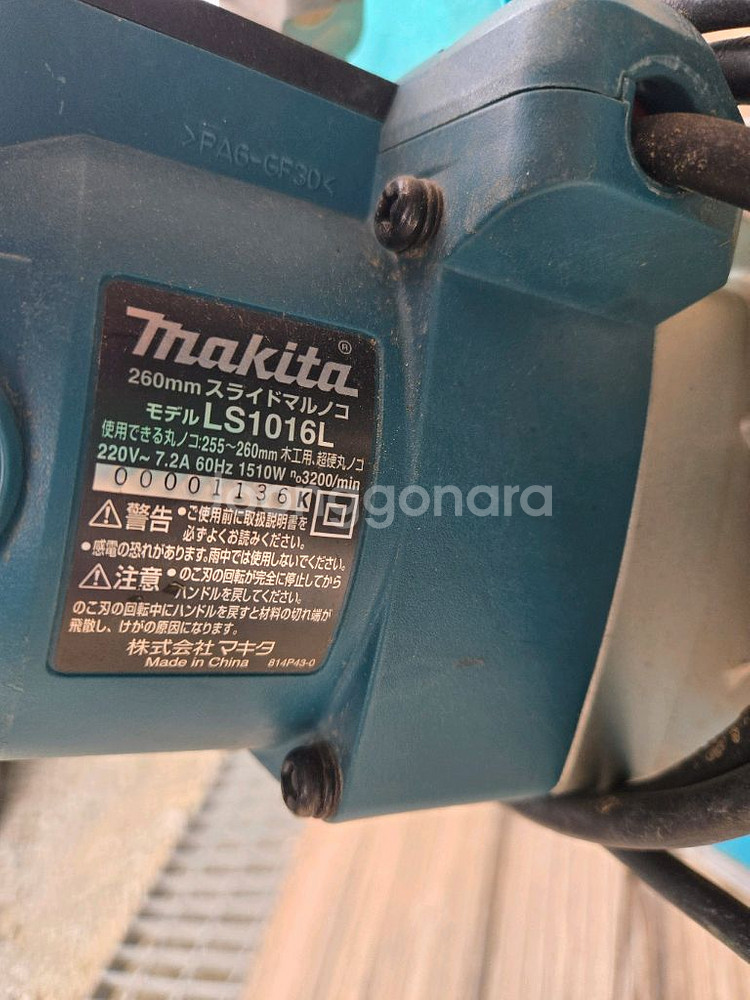 >PA6-GF30<
makita®
260mm スライドマルノコ
モデル LS1016L
使用できる丸ノコ:255～260mm 木工用、超硬丸ノコ
220V～ 7.2A 60Hz 1510W n₀3200/min
00001136K
⚠警告 •ご使用前に取扱説明書を
必ずよくお読みください。
•感電の恐れがあります。雨中では使用しないでください。
⚠注意 •のこ刃の回転が完全に停止してから
ハンドルを戻してください。
のこ刃の回転中にハンドルを戻すと材料の切れ端が
飛散し、けがの原因になります。
株式会社 マキタ
Made in China 814P43-0